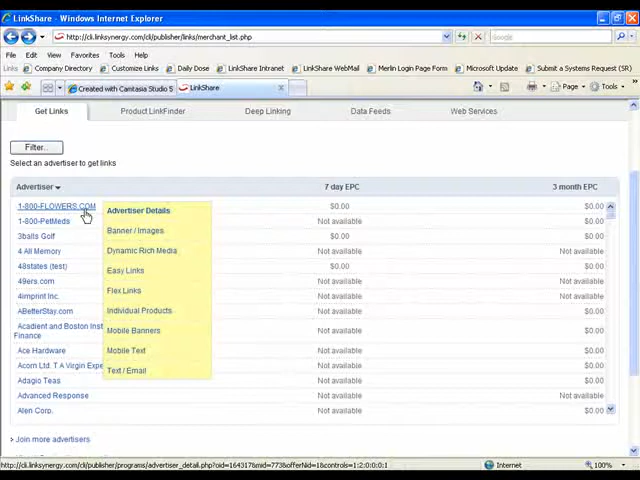 LinkShare - Windows Internet Explorer
http://cli.linksynergy.com/cli/publisher/links/merchant_list.php
Google
File Edit View Favorites Tools Help
Links Company Directory Customize Links Daily Dose LinkShare Intranet LinkShare WebMail Merlin Login Page Form Submit a Systems Request (SR)
Created with Camtasia Studio 5 LinkShare Page Tools
Get Links Product LinkFinder Deep Linking Data Feeds Web Services
Filter..
Select an advertiser to get links
Advertiser 7 day EPC 3 month EPC
1-800-FLOWERS.COM $0.00 $0.00
Advertiser Details
1-800-PetMeds Not available $0.00
Banner / Images
3balls Golf $0.00 $0.00
4 All Memory Not available Not available
Dynamic Rich Media
48states (test) $0.00 $0.00
Easy Links
49ers.com Not available Not available
Flex Links
4imprint Inc. Not available Not available
ABetterStay.com Not available $0.00
Individual Products
Acadient and Boston Inst
Finance
Not available $0.00
Mobile Banners
Ace Hardware Not available $0.00
Mobile Text
Acorn Ltd. T A Virgin Expe Not available $0.00
Text / Email
Adagio Teas Not available $0.00
Advanced Response Not available Not available
Alen Corp. Not available $0.00
Join more advertisers
http://cli.linksynergy.com/cli/publisher/programs/advertiser_detail.php?oid=164317&mid=773&offerNid=1&controls=1:2:0:0:0:1
Internet 100%